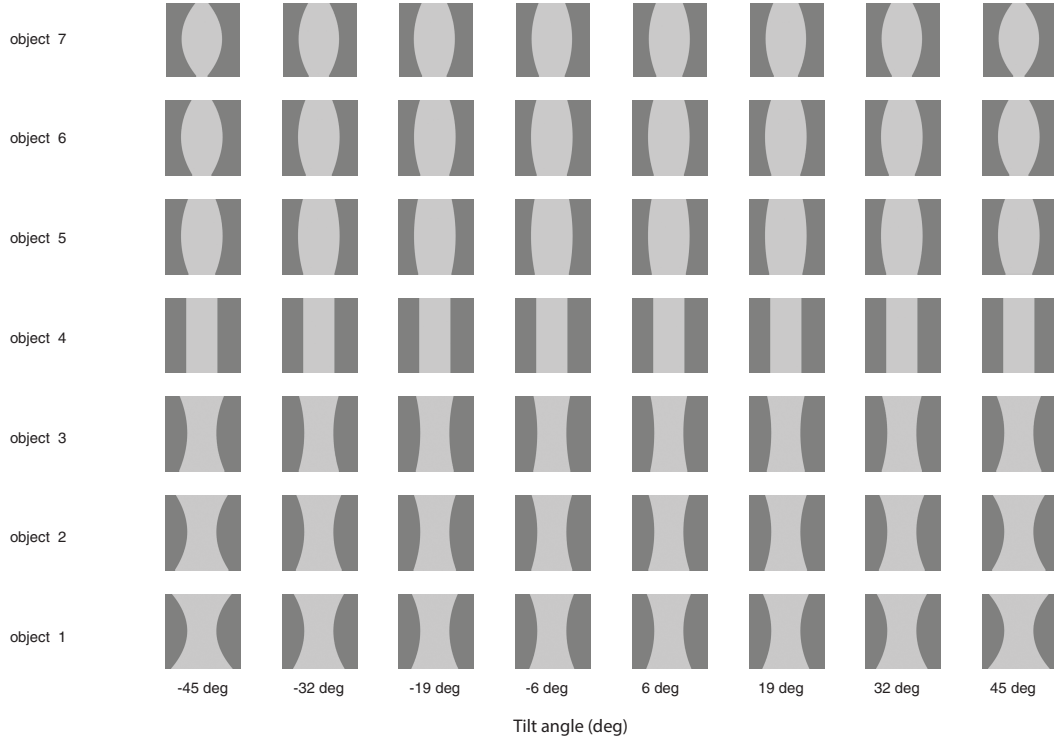 object 7
object 6
object 5
object 4
object 3
object 2
object 1
-45 deg -32 deg -19 deg -6 deg 6 deg 19 deg 32 deg 45 deg
Tilt angle (deg)